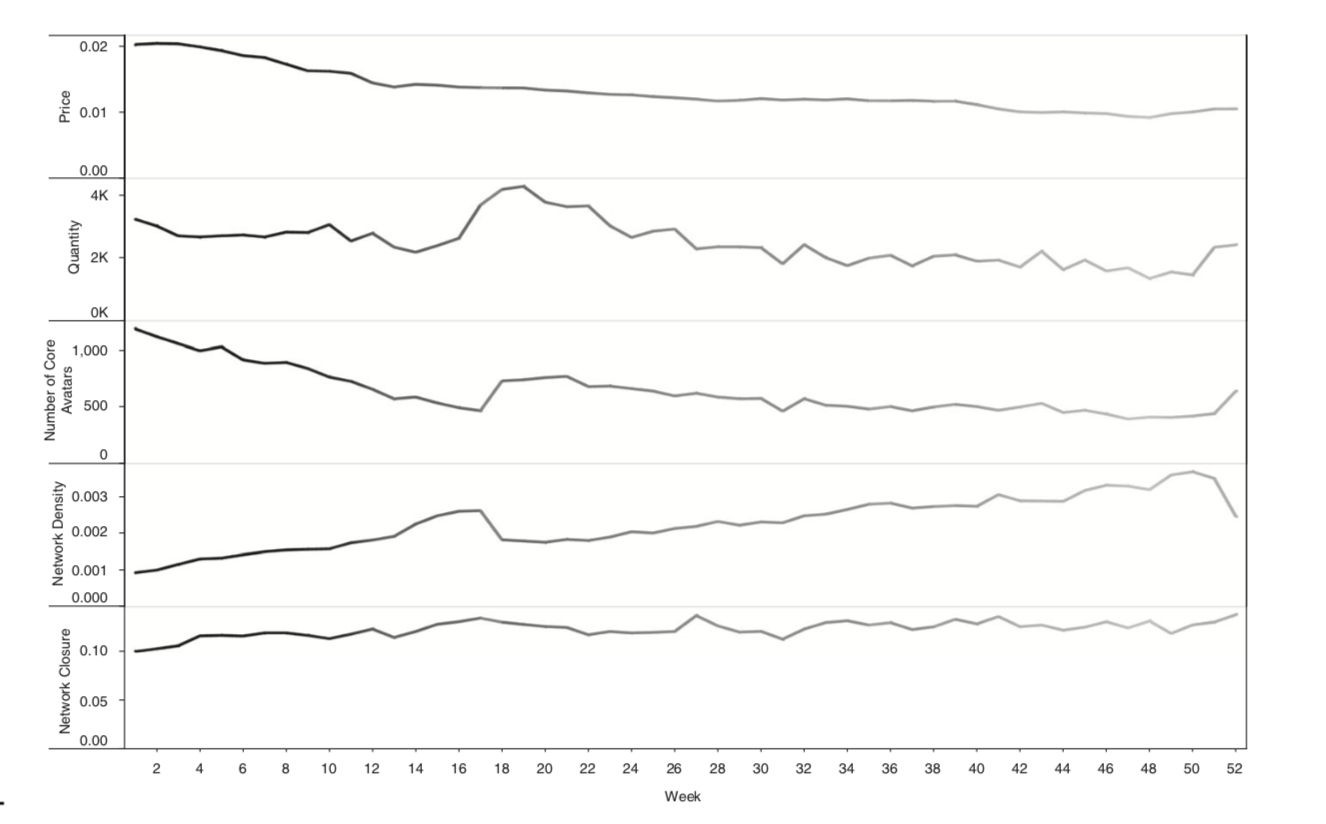 Price
0.02
0.01
0.00
Quantity
4K
2K
0K
Number of Core
Avatars
1,000
500
0
Network Density
0.003
0.002
0.001
0.000
Network Closure
0.10
0.05
0.00
2 4 6 8 10 12 14 16 18 20 22 24 26 28 30 32 34 36 38 40 42 44 46 48 50 52
Week